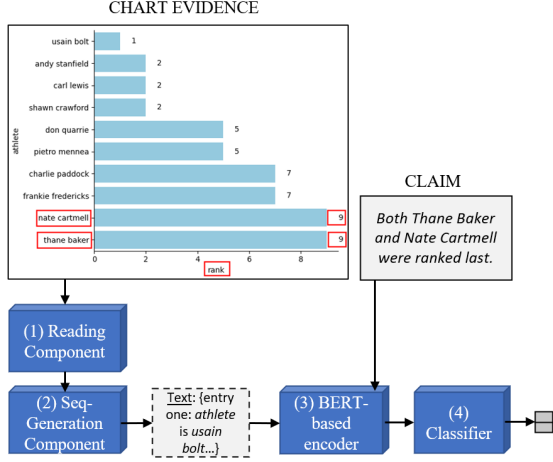 CHART EVIDENCE
usain bolt 1
andy stanfield 2
carl lewis 2
shawn crawford 2
don quarrie 5
pietro mennea 5
charlie paddock 7
frankie fredericks 7
nate cartmell 9
thane baker 9
athlete
0 2 4 6 8
rank
CLAIM
Both Thane Baker
and Nate Cartmell
were ranked last.
(1) Reading
Component
(2) Seq-
Generation
Component
Text: {entry
one: athlete
is usain
bolt...}
(3) BERT-
based
encoder
(4)
Classifier